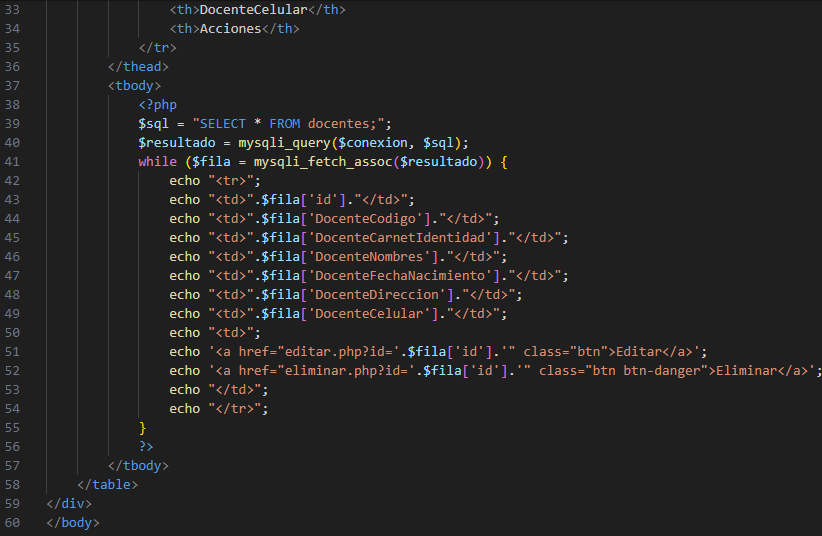 33                 <th>DocenteCelular</th>
34                 <th>Acciones</th>
35             </tr>
36         </thead>
37         <tbody>
38             <?php
39             $sql = "SELECT * FROM docentes;";
40             $resultado = mysqli_query($conexion, $sql);
41             while ($fila = mysqli_fetch_assoc($resultado)) {
42                 echo "<tr>";
43                 echo "<td>".$fila['id']."</td>";
44                 echo "<td>".$fila['DocenteCodigo']."</td>";
45                 echo "<td>".$fila['DocenteCarnetIdentidad']."</td>";
46                 echo "<td>".$fila['DocenteNombres']."</td>";
47                 echo "<td>".$fila['DocenteFechaNacimiento']."</td>";
48                 echo "<td>".$fila['DocenteDireccion']."</td>";
49                 echo "<td>".$fila['DocenteCelular']."</td>";
50                 echo "<td>";
51                 echo '<a href="editar.php?id='.$fila['id'].'" class="btn">Editar</a>';
52                 echo '<a href="eliminar.php?id='.$fila['id'].'" class="btn btn-danger">Eliminar</a>';
53                 echo "</td>";
54                 echo "</tr>";
55             }
56             ?>
57         </tbody>
58     </table>
59 </div>
60 </body>